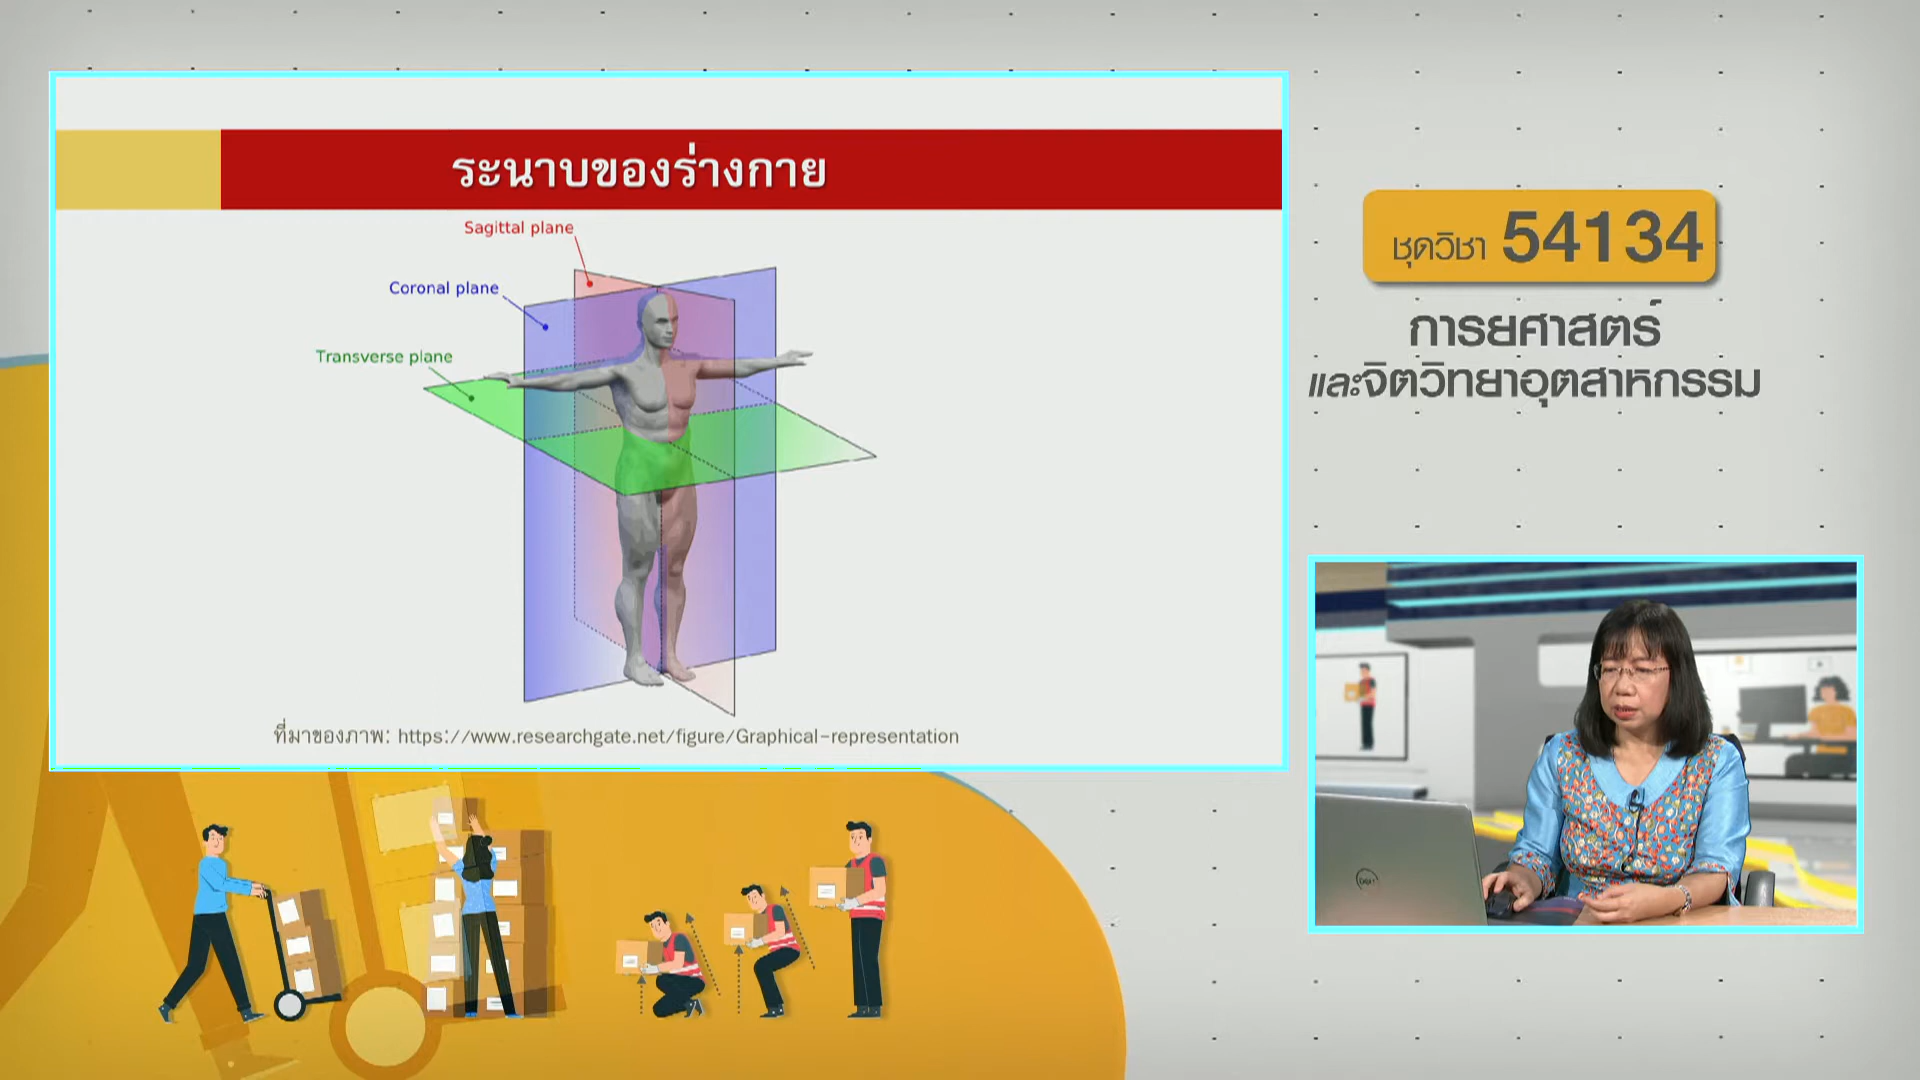 ระนาบของร่างกาย
Sagittal plane
Coronal plane
Transverse plane
ที่มาของภาพ: https://www.researchgate.net/figure/Graphical-representation
ชุดวิชา 54134
การยศาสตร์
และจิตวิทยาอุตสาหกรรม
DELL